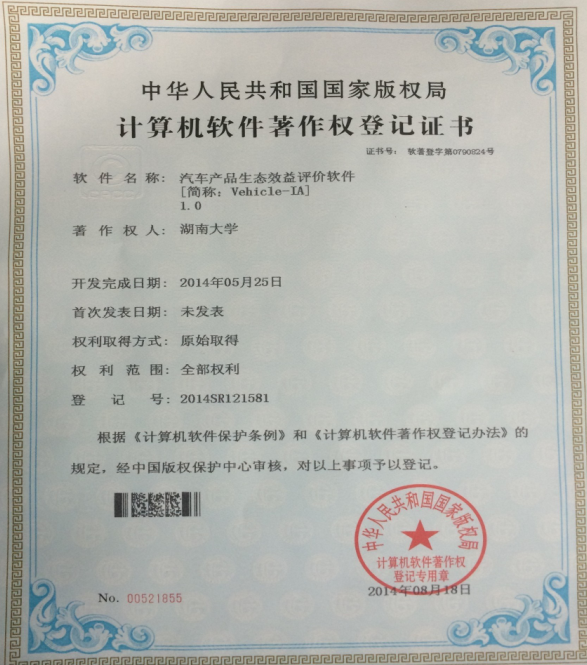 中华人民共和国国家版权局
计算机软件著作权登记证书
证书号： 软著登字第0790824号
软 件 名 称： 汽车产品生态效益评价软件
[简称：Vehicle-IA]
1.0
著 作 权 人： 湖南大学
开发完成日期： 2014年05月25日
首次发表日期： 未发表
权利取得方式： 原始取得
权 利 范 围： 全部权利
登 记 号： 2014SR121581
根据《计算机软件保护条例》和《计算机软件著作权登记办法》的
规定，经中国版权保护中心审核，对以上事项予以登记。
中华人民共和国国家版权局
计算机软件著作权
登记专用章
2014年08月18日
No. 00521855